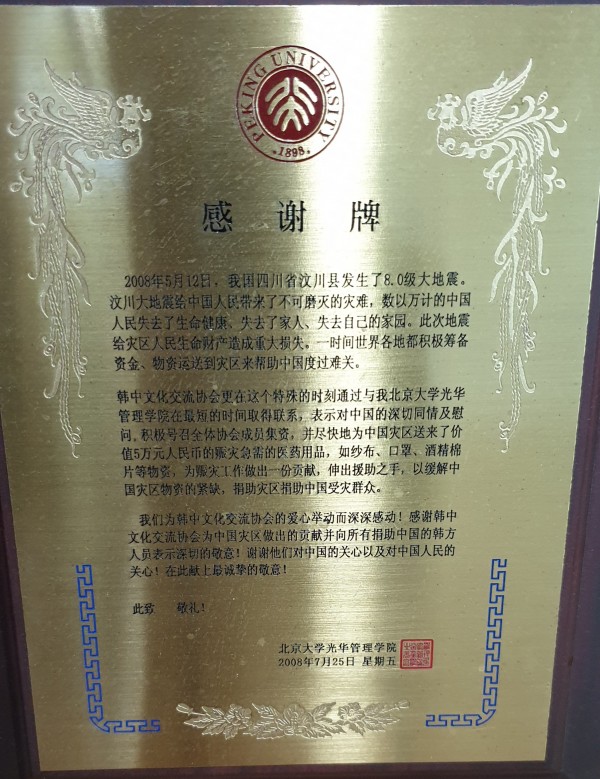 PEKING UNIVERSITY
1898
感谢牌
2008年5月12日，我国四川省汶川县发生了8.0级大地震。
汶川大地震给中国人民带来了不可磨灭的灾难，数以万计的中国
人民失去了生命健康、失去了家人、失去自己的家园。此次地震
给灾区人民生命财产造成重大损失，一时间世界各地都积极筹备
资金、物资运送到灾区来帮助中国度过难关。
韩中文化交流协会更在这个特殊的时刻通过与我北京大学光华
管理学院在最短的时间取得联系，表示对中国的深切同情及慰
问。积极号召全体协会成员集资，并尽快地为中国灾区送来了价
值5万元人民币的赈灾急需的医药用品，如纱布、口罩、酒精棉
片等物资，为赈灾工作做出一份贡献，伸出援助之手，以缓解中
国灾区物资的紧缺，捐助灾区捐助中国受灾群众。
我们为韩中文化交流协会的爱心举动而深深感动！感谢韩中
文化交流协会为中国灾区做出的贡献并向所有捐助中国的韩方
人员表示深切的敬意！谢谢他们对中国的关心以及对中国人民的
关心！在此献上最诚挚的敬意！
此致 敬礼！
北京大学光华管理学院
2008年7月25日 星期五